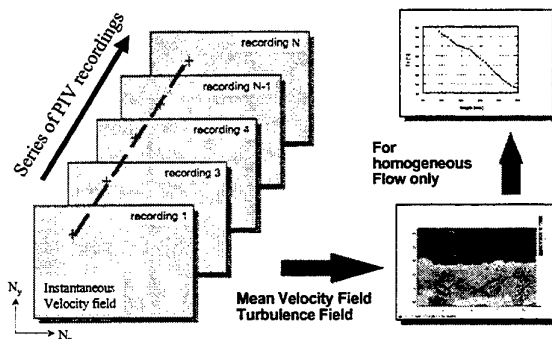 Series of PIV recordings
recording N
recording N-1
recording 4
recording 3
recording 1
Instantaneous
Velocity field
Mean Velocity Field
Turbulence Field
For
homogeneous
Flow only